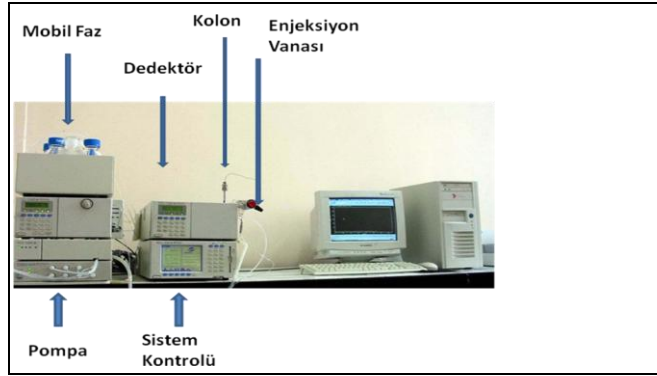 Mobil Faz
Kolon
Enjeksiyon
Vanası
Dedektör
Pompa
Sistem
Kontrolü